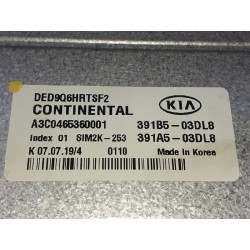 DED9Q6HRTSF2
CONTINENTAL
KIA
A3C0465360001
391B5-03DL8
Index 01 SIM2K-253
391A5-03DL8
K 07.07.19/4
0110
Made in Korea